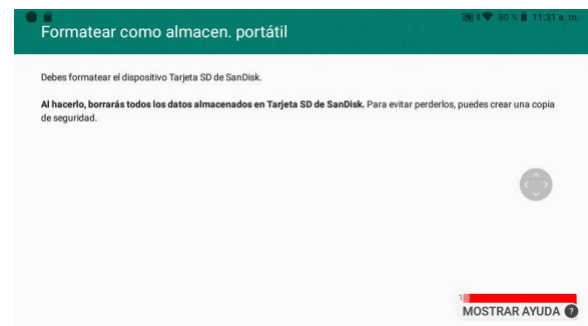 80 % 11:31 a. m.
Formatear como almacen. portátil
Debes formatear el dispositivo Tarjeta SD de SanDisk.
Al hacerlo, borrarás todos los datos almacenados en Tarjeta SD de SanDisk. Para evitar perderlos, puedes crear una copia
de seguridad.
MOSTRAR AYUDA ?